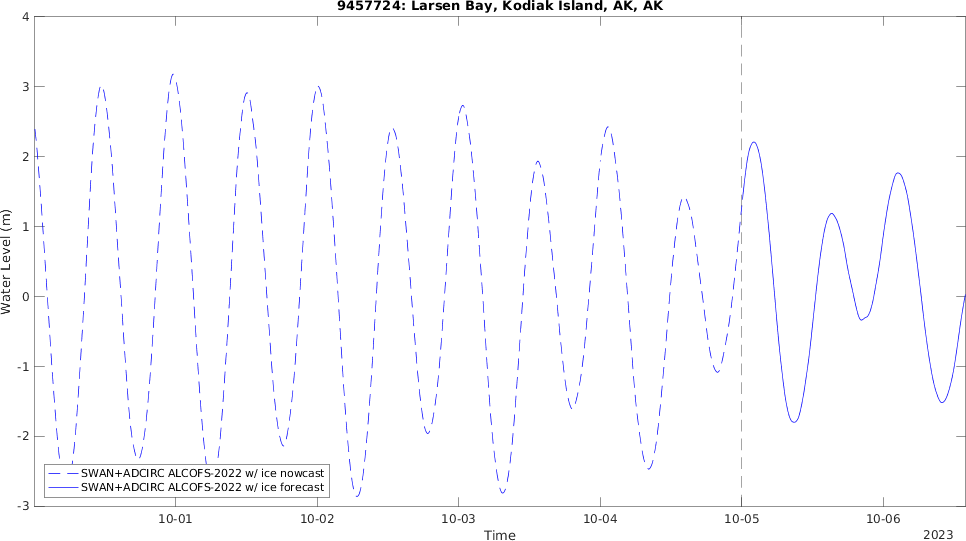 9457724: Larsen Bay, Kodiak Island, AK, AK
4
3
2
1
0
-1
-2
-3
Water Level (m)
SWAN+ADCIRC ALCOFS-2022 w/ ice nowcast
SWAN+ADCIRC ALCOFS-2022 w/ ice forecast
10-01 10-02 10-03 10-04 10-05 10-06
Time
2023